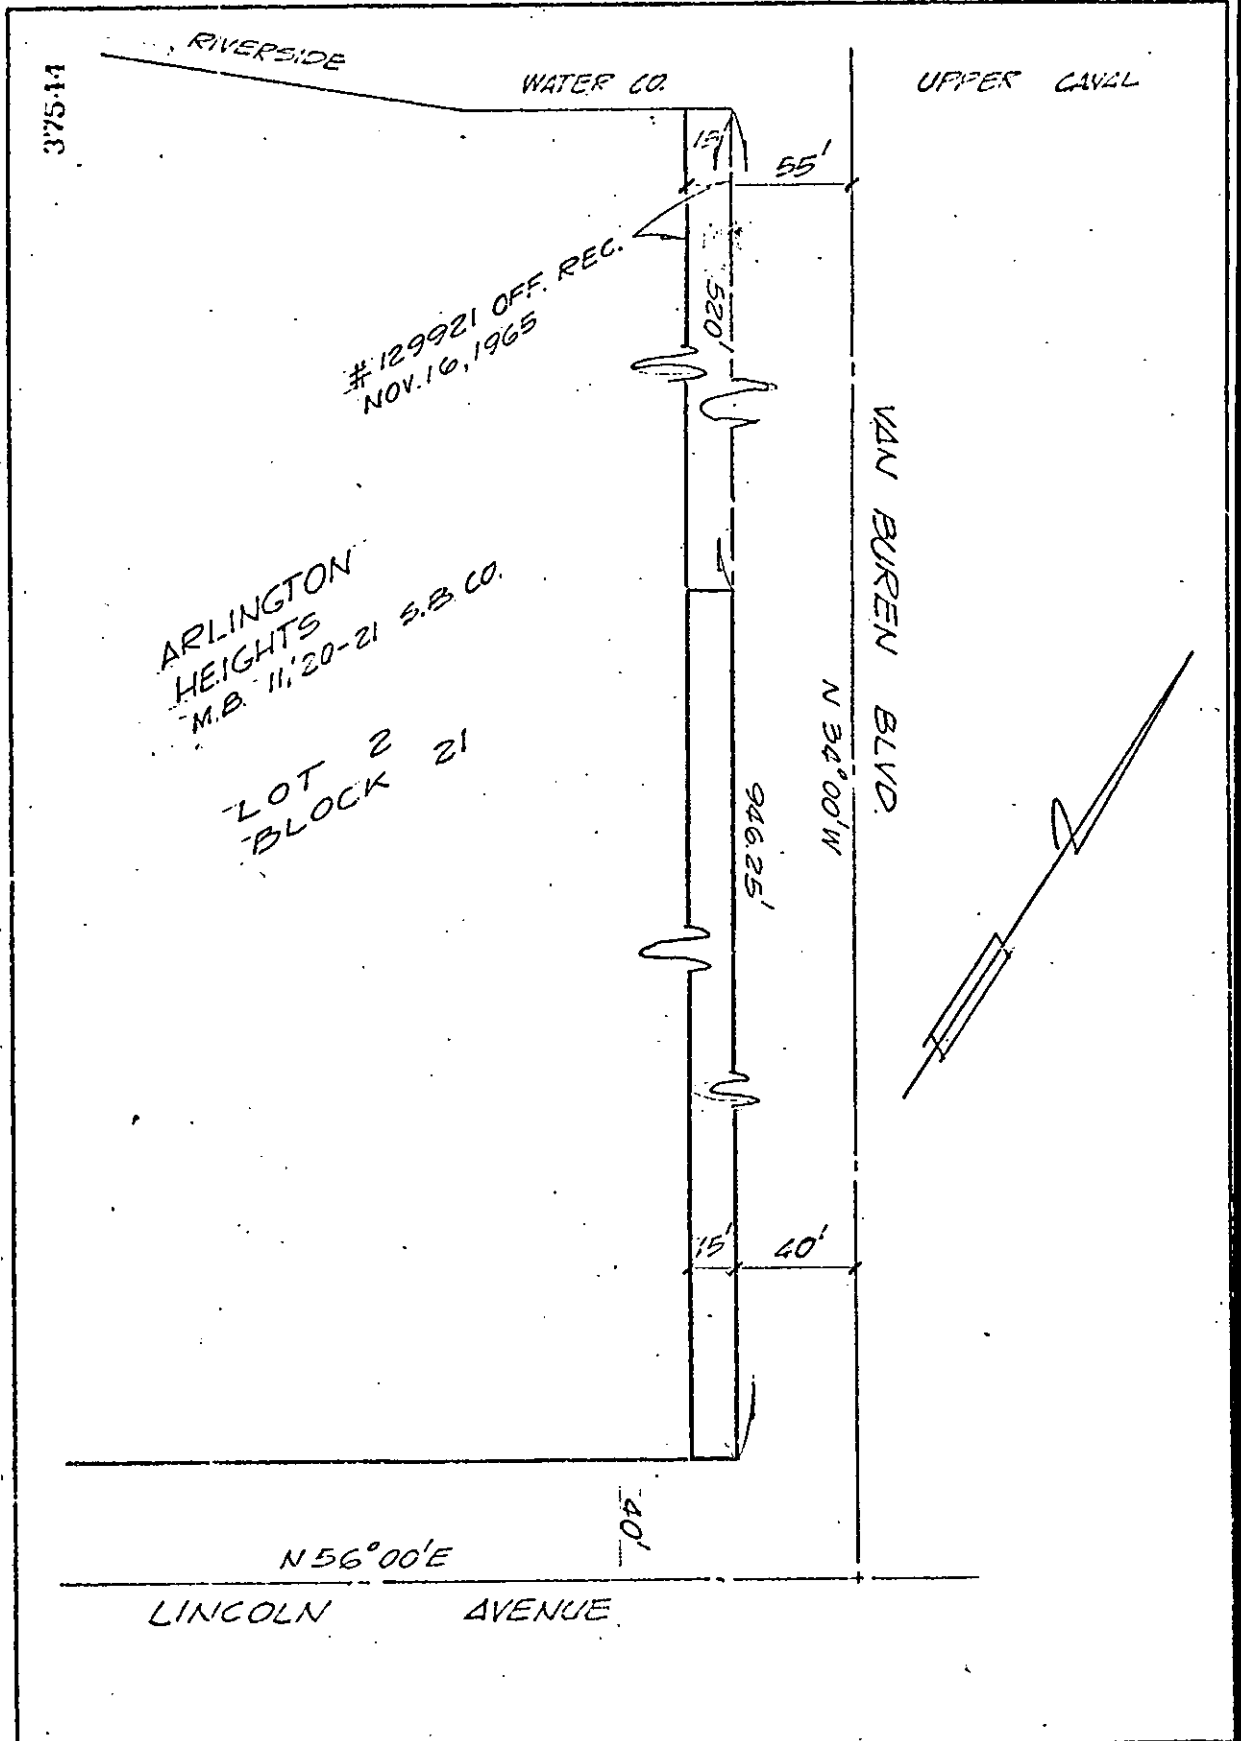 37544
RIVERSIDE WATER CO. UPPER CANAL
15'
55'
#129921 OFF. REC.
NOV. 16, 1965
520'
VAN BUREN BLVD.
N 34°00'W
ARLINGTON
HEIGHTS
M.B. 11, 20-21 S.B. CO.
LOT 2
BLOCK 21
946.25'
15'
40'
40'
N 56°00'E
LINCOLN AVENUE